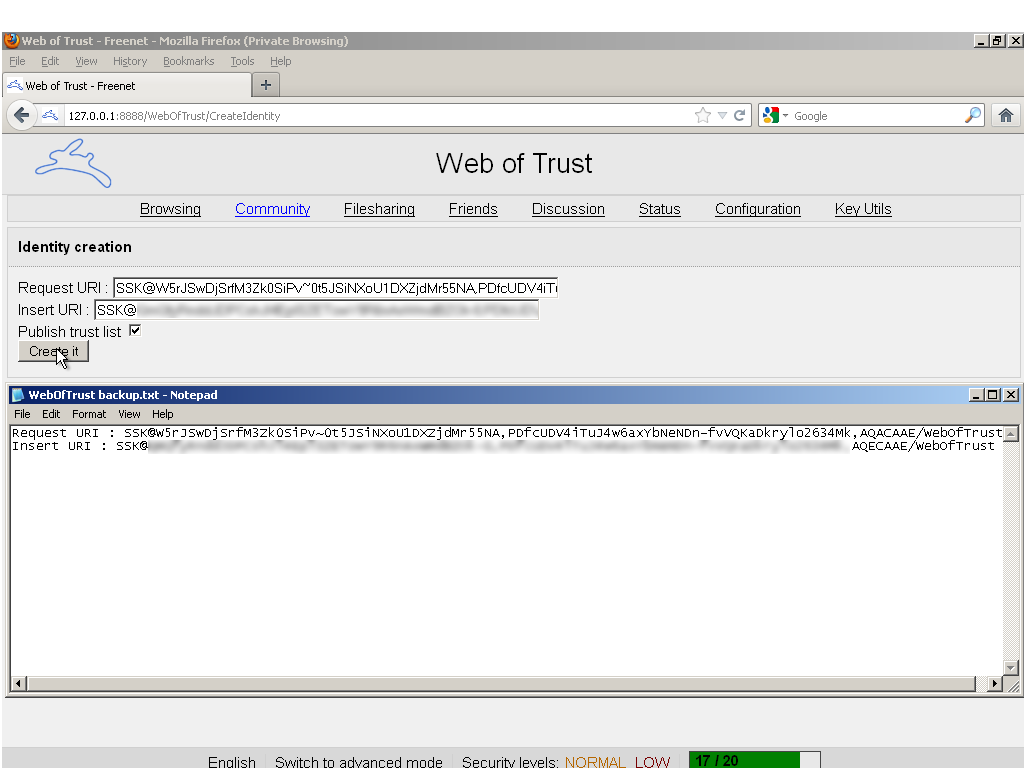 Web of Trust - Freenet - Mozilla Firefox (Private Browsing)
File Edit View History Bookmarks Tools Help
Web of Trust - Freenet
127.0.0.1:8888/WebOfTrust/CreateIdentity Google
Web of Trust
Browsing Community Filesharing Friends Discussion Status Configuration Key Utils
Identity creation
Request URI : SSK@W5rJSwDjSrfM3Zk0SiPv~0t5JSiNXoU1DXZjdMr55NA,PDfcUDV4iT
Insert URI : SSK@
Publish trust list
Create it
WebOfTrust backup.txt - Notepad
File Edit Format View Help
Request URI : SSK@W5rJSwDjSrfM3Zk0SiPv~0t5JSiNXoU1DXZjdMr55NA,PDfcUDV4iTuJ4w6axYbNeNDn-fvVQKaDkrylo2634Mk,AQACAAE/WebOfTrust
Insert URI : SSK@ AQECAAE/WebOfTrust
English Switch to advanced mode Security levels: NORMAL LOW 17 / 20